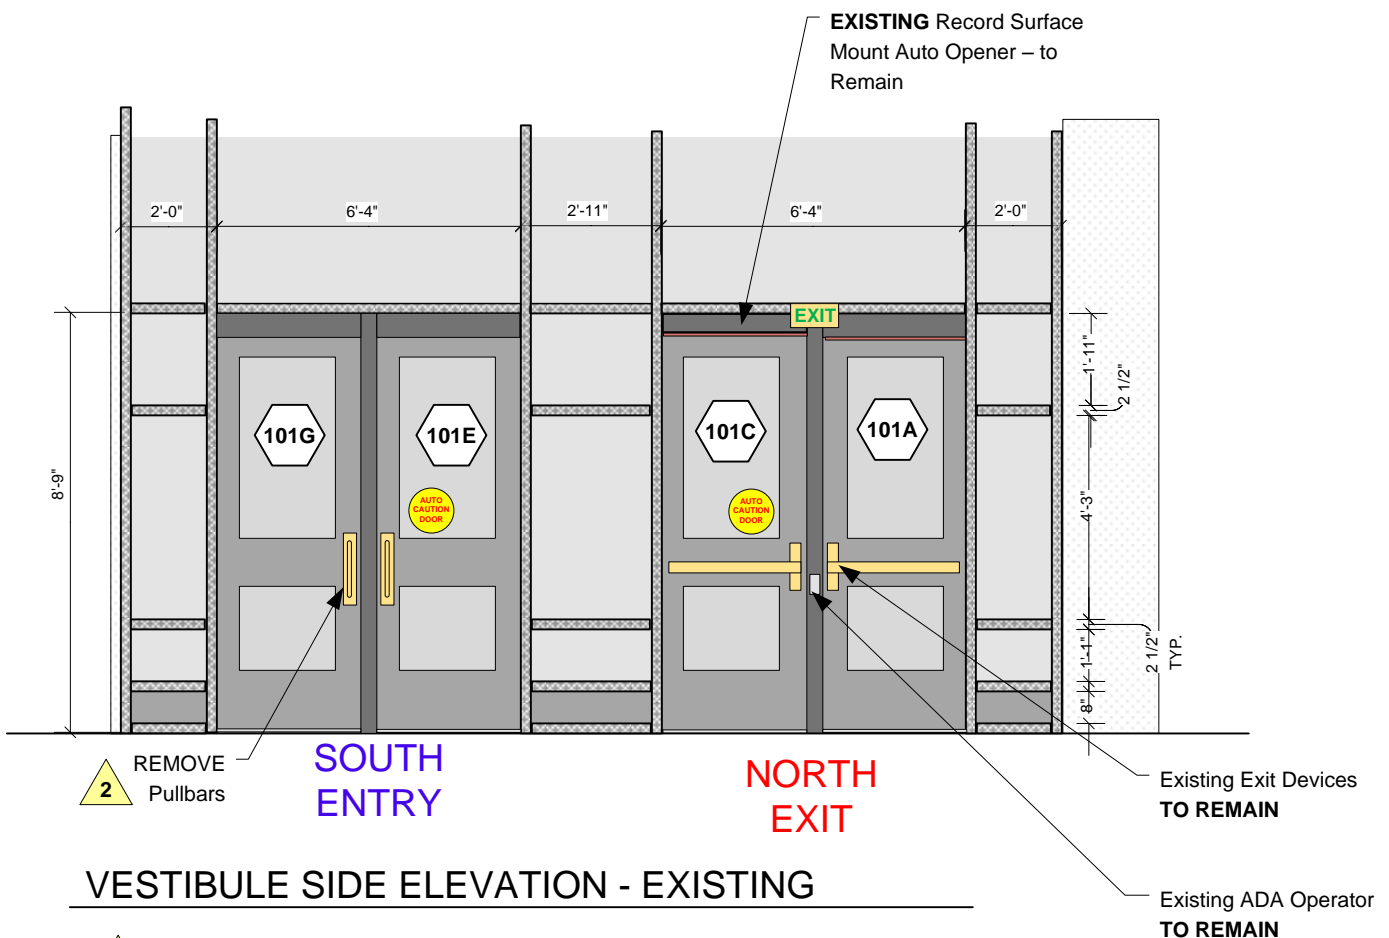 EXISTING Record Surface
Mount Auto Opener – to
Remain
2'-0"
6'-4"
2'-11"
6'-4"
2'-0"
EXIT
8'-9"
1'-11"
2 1/2"
101G
101E
101C
101A
AUTO
CAUTION
DOOR
AUTO
CAUTION
DOOR
4'-3"
1'-1"
2 1/2"
TYP.
8"
2
REMOVE
Pullbars
SOUTH
ENTRY
NORTH
EXIT
Existing Exit Devices
TO REMAIN
VESTIBULE SIDE ELEVATION - EXISTING
Existing ADA Operator
TO REMAIN